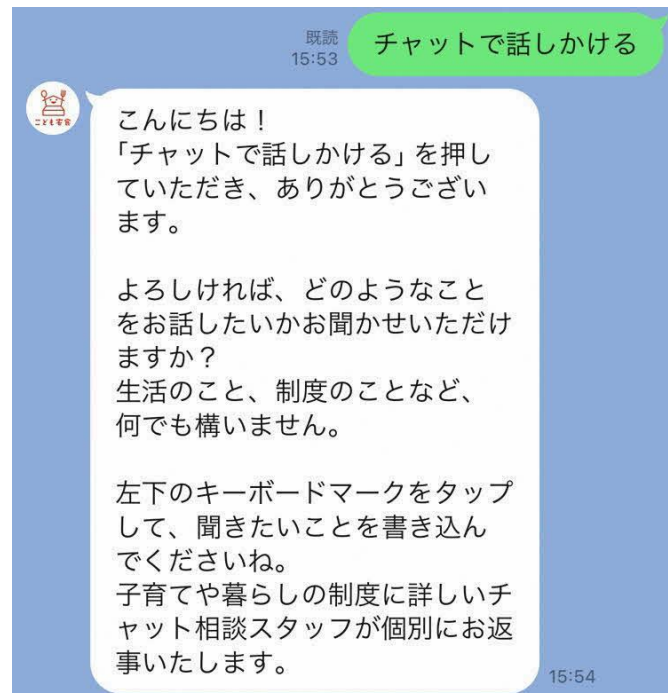 既読
15:53
チャットで話しかける
こども宅食
こんにちは！
「チャットで話しかける」を押し
ていただき、ありがとうござい
ます。
よろしければ、どのようなこと
をお話したいかお聞かせいただけ
ますか？
生活のこと、制度のことなど、
何でも構いません。
左下のキーボードマークをタップ
して、聞きたいことを書き込ん
でくださいね。
子育てや暮らしの制度に詳しいチ
ャット相談スタッフが個別にお返
事いたします。
15:54